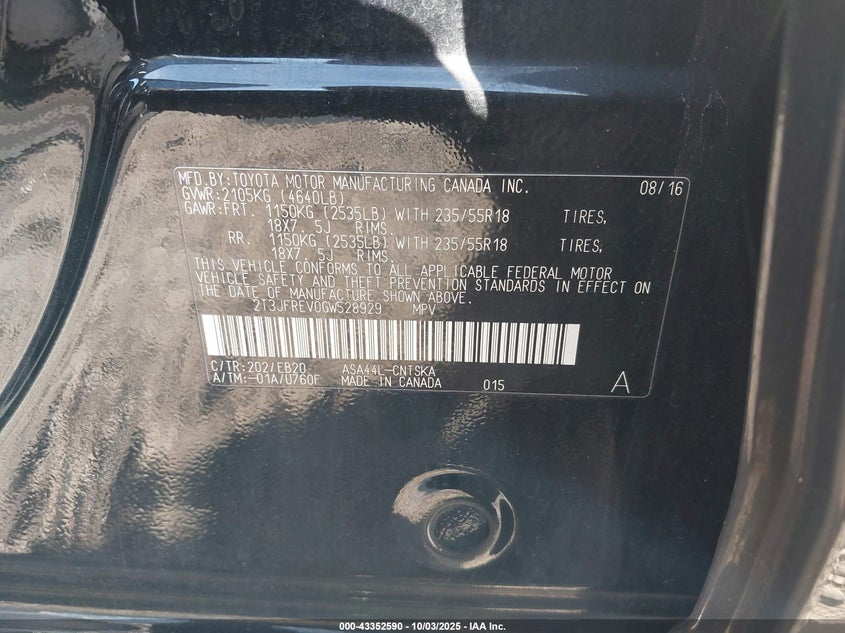 MFD.BY:TOYOTA MOTOR MANUFACTURING CANADA INC. 08/16
GVWR:2105KG (4640LB)
GAWR:FRT. 1150KG (2535LB) WITH 235/55R18 TIRES,
18X7. 5J RIMS.
RR. 1150KG (2535LB) WITH 235/55R18 TIRES,
18X7. 5J RIMS.
THIS VEHICLE CONFORMS TO ALL APPLICABLE FEDERAL MOTOR
VEHICLE SAFETY AND THEFT PREVENTION STANDARDS IN EFFECT ON
THE DATE OF MANUFACTURE SHOWN ABOVE.
2T3JFREV0GW528929 MPV
C/TR:202/EB20 ASA44L-CNTSKA
A/TM:-01A/U760F MADE IN CANADA 015 A
000-43352590 - 10/03/2025 - IAA Inc.